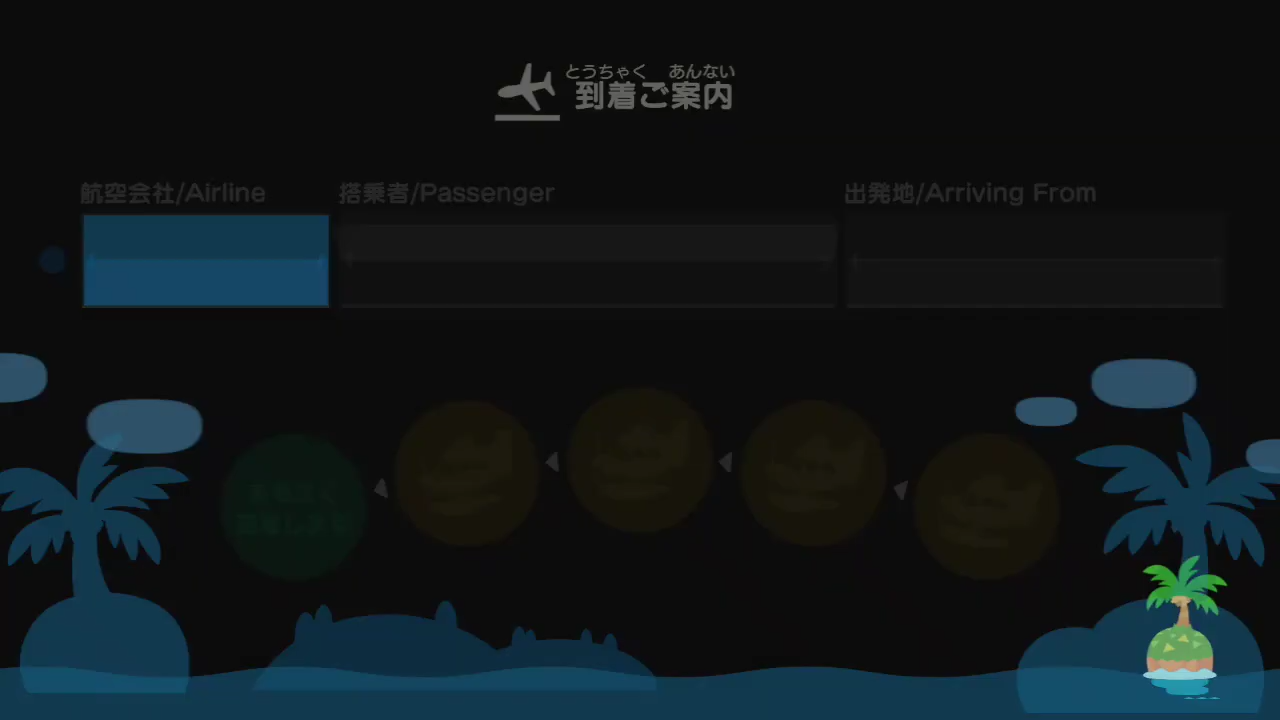 とうちゃく あんない
到着ご案内
航空会社/Airline
搭乗者/Passenger
出発地/Arriving From